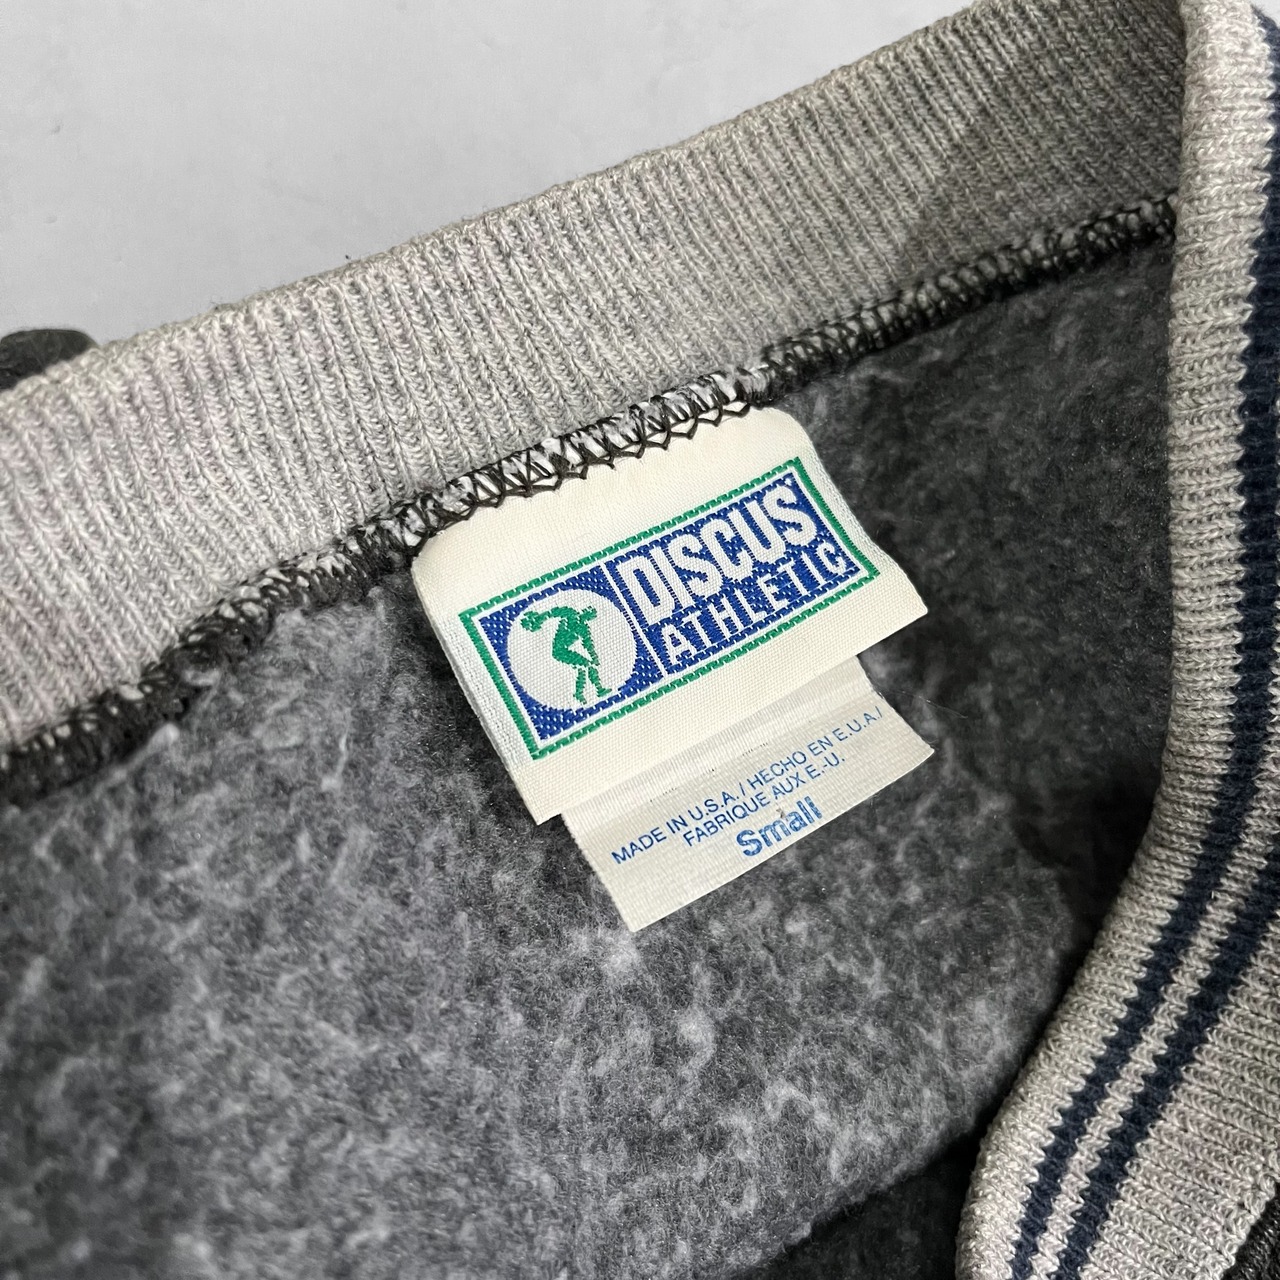 DISCUS
ATHLETIC
MADE IN U.S.A./ HECHO EN E.U.A./
FABRIQUE AUX E.-U.
Small